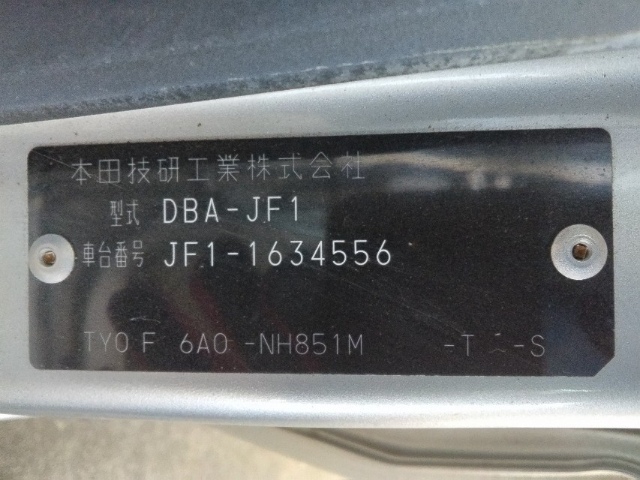 本田技研工業株式会社
型式 DBA-JF1
車台番号 JF1-1634556
TY0 F 6A0 -NH851M -T -S